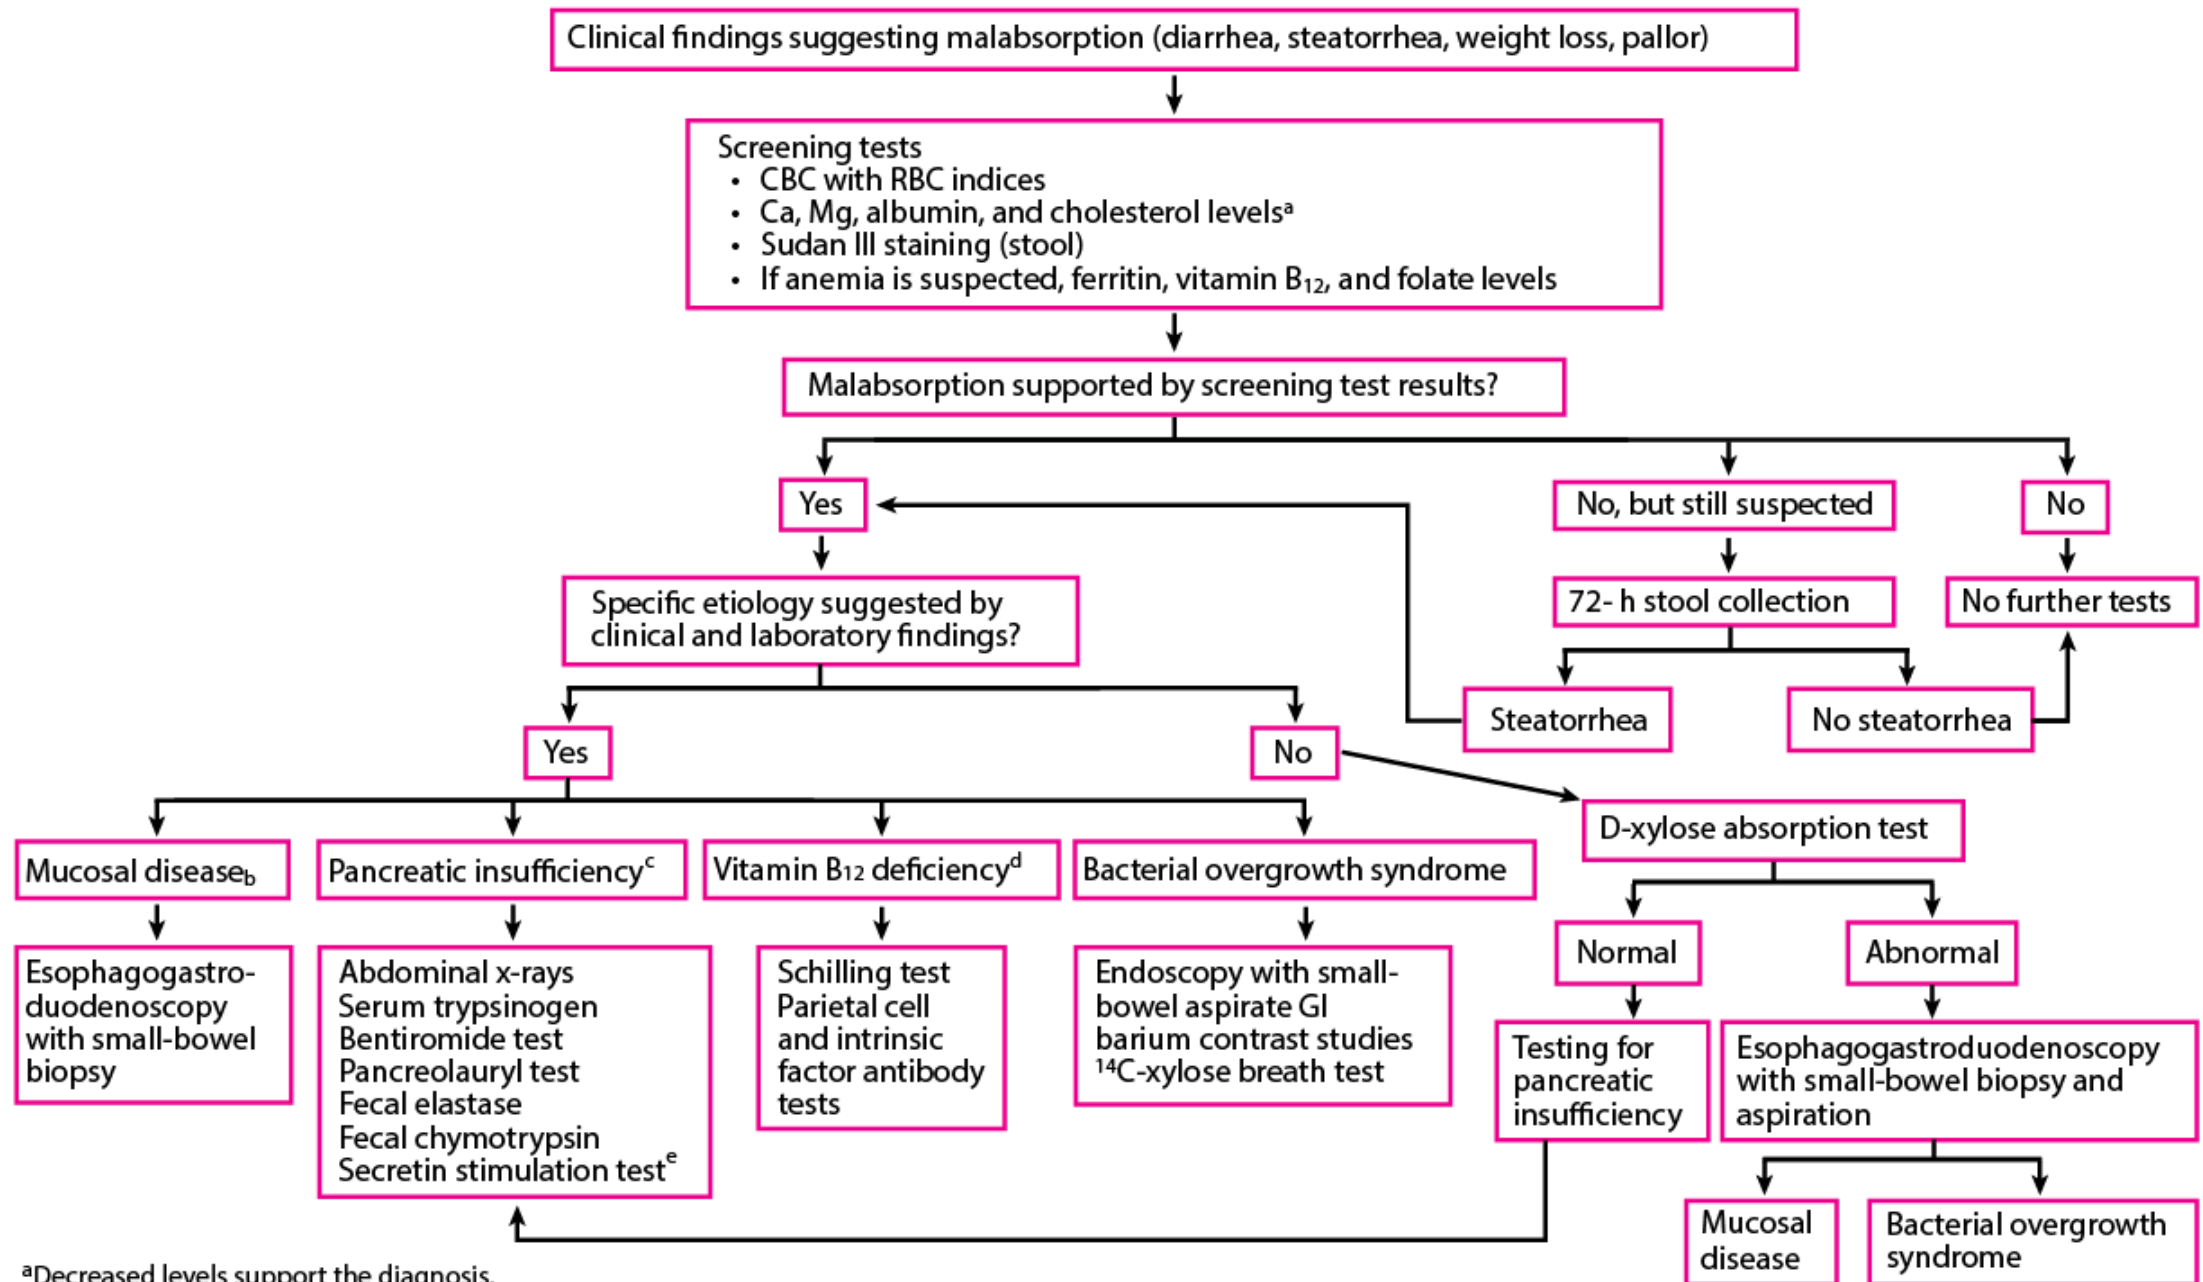 Clinical findings suggesting malabsorption (diarrhea, steatorrhea, weight loss, pallor)
Screening tests
• CBC with RBC indices
• Ca, Mg, albumin, and cholesterol levelsᵃ
• Sudan III staining (stool)
• If anemia is suspected, ferritin, vitamin B₁₂, and folate levels
Malabsorption supported by screening test results?
Yes
No, but still suspected
No
Specific etiology suggested by
clinical and laboratory findings?
72- h stool collection
No further tests
Steatorrhea
No steatorrhea
Yes
No
D-xylose absorption test
Mucosal disease_b
Pancreatic insufficiencyᶜ
Vitamin B₁₂ deficiencyᵈ
Bacterial overgrowth syndrome
Normal
Abnormal
Esophagogastro-
duodenoscopy
with small-bowel
biopsy
Abdominal x-rays
Serum trypsinogen
Bentiromide test
Pancreolauryl test
Fecal elastase
Fecal chymotrypsin
Secretin stimulation testᵉ
Schilling test
Parietal cell
and intrinsic
factor antibody
tests
Endoscopy with small-
bowel aspirate GI
barium contrast studies
¹⁴C-xylose breath test
Testing for
pancreatic
insufficiency
Esophagogastroduodenoscopy
with small-bowel biopsy and
aspiration
Mucosal
disease
Bacterial overgrowth
syndrome
ᵃDecreased levels support the diagnosis.